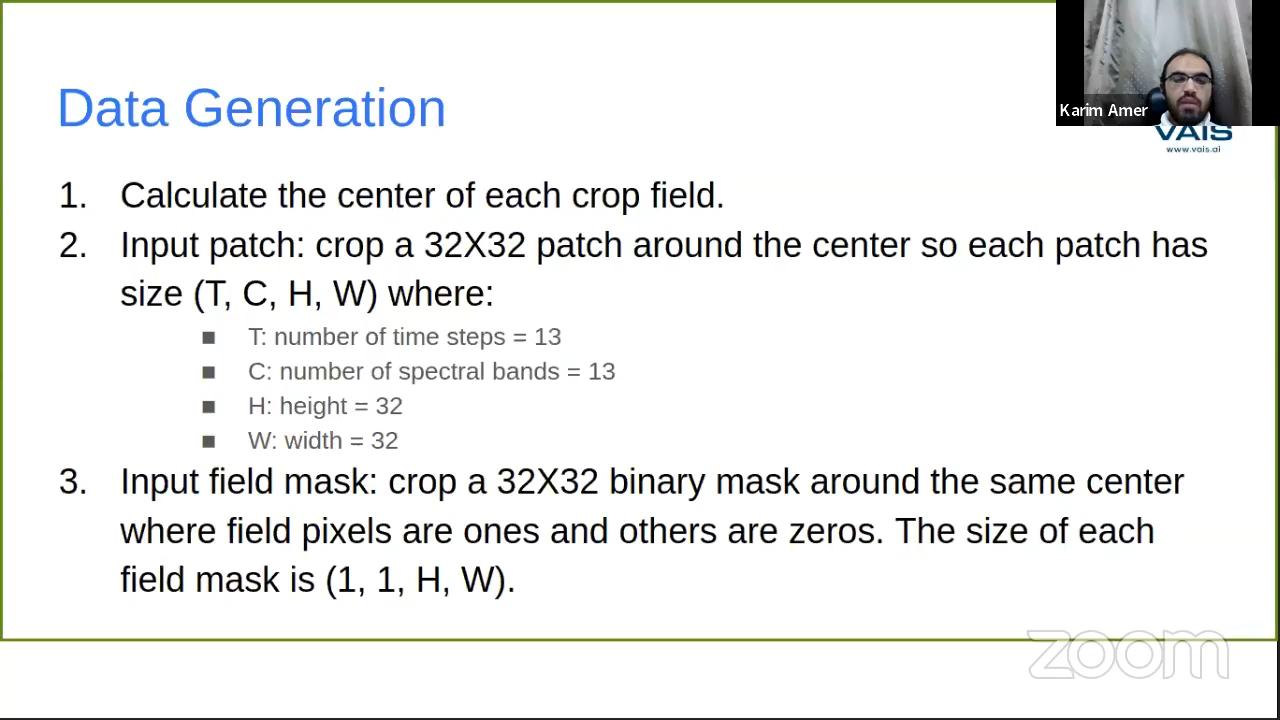 Data Generation
Karim Amer
VAIS
www.vais.ai
1. Calculate the center of each crop field.
2. Input patch: crop a 32X32 patch around the center so each patch has
size (T, C, H, W) where:
■ T: number of time steps = 13
■ C: number of spectral bands = 13
■ H: height = 32
■ W: width = 32
3. Input field mask: crop a 32X32 binary mask around the same center
where field pixels are ones and others are zeros. The size of each
field mask is (1, 1, H, W).
zoom